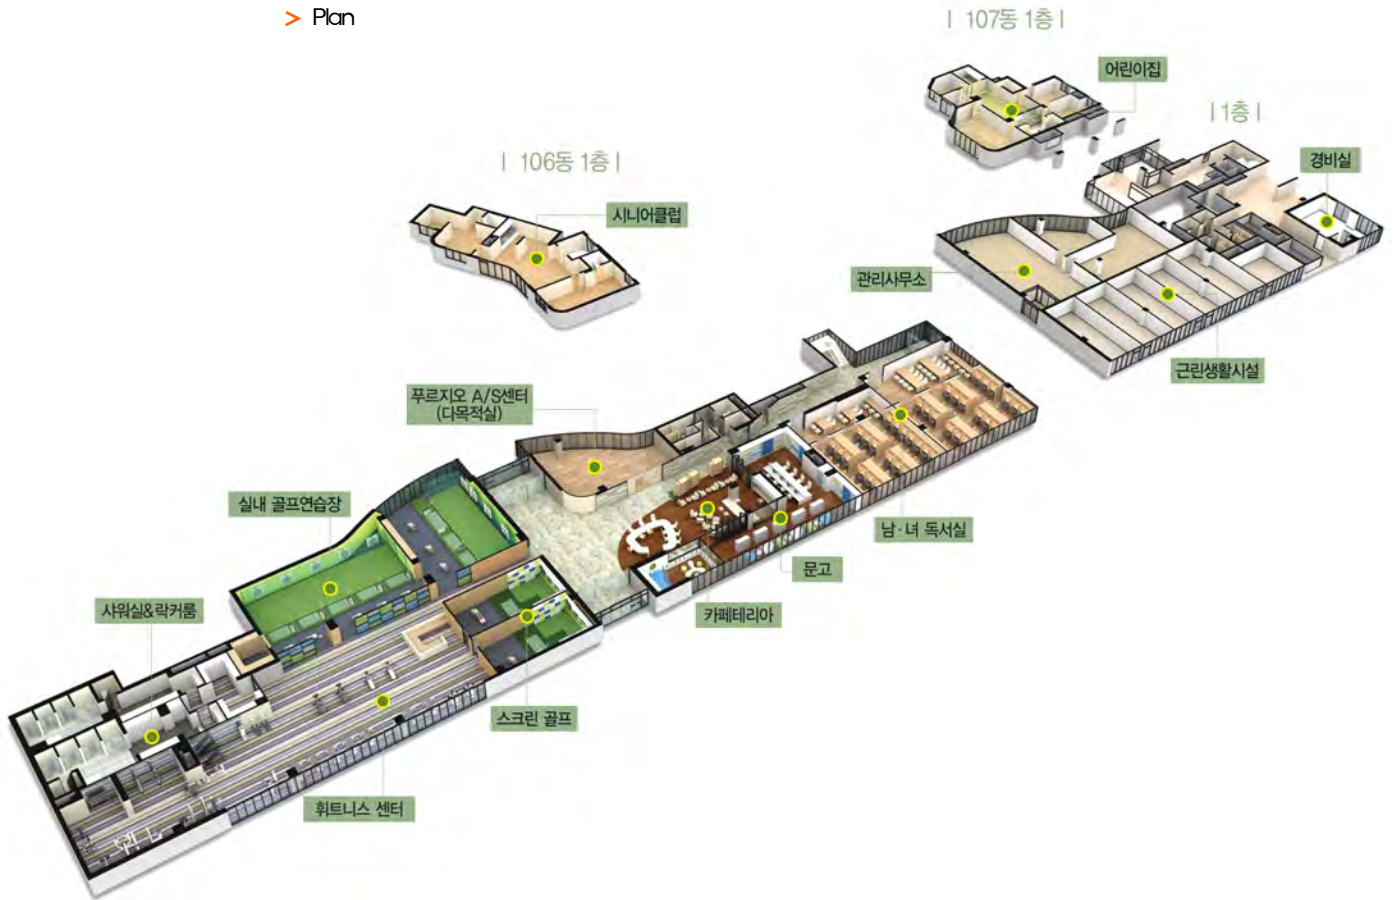 > Plan
| 107동 1층 |
어린이집
| 1층 |
경비실
| 106동 1층 |
시니어클럽
관리사무소
근린생활시설
푸르지오 A/S센터
(다목적실)
실내 골프연습장
남·녀 독서실
문고
샤워실&락커룸
카페테리아
스크린 골프
휘트니스 센터